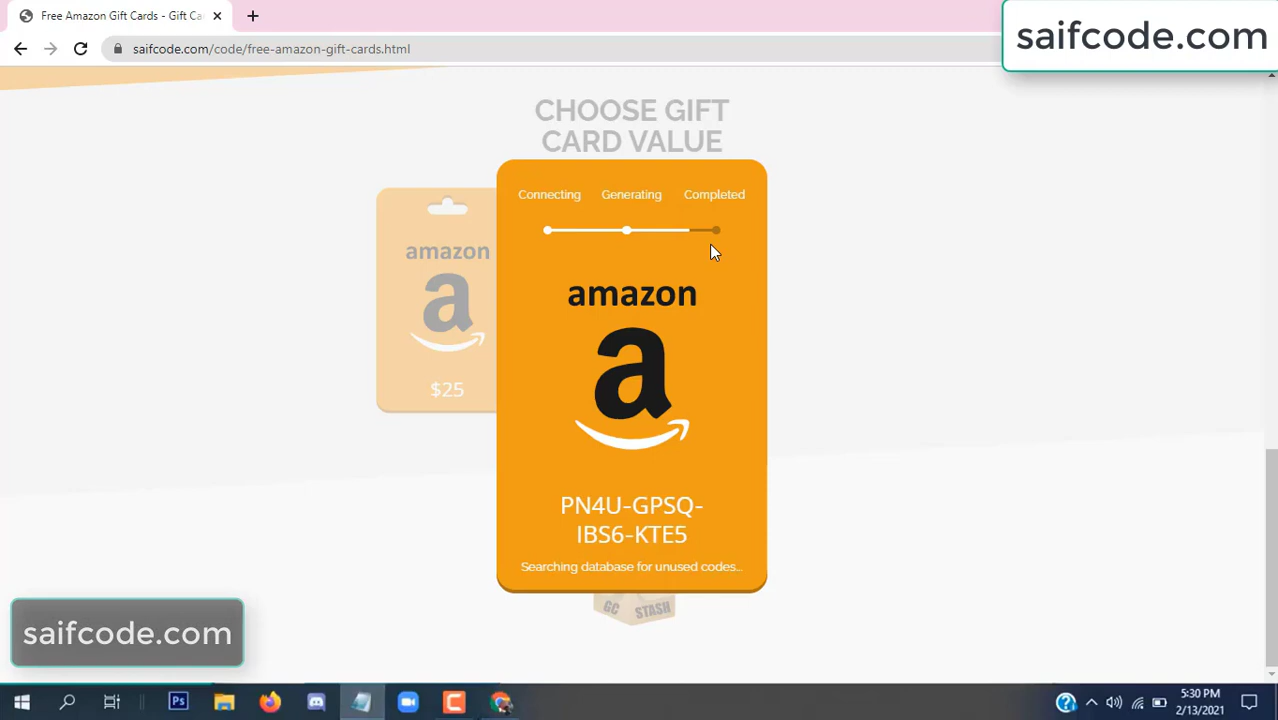 Free Amazon Gift Cards - Gift Ca
saifcode.com/code/free-amazon-gift-cards.html
saifcode.com
CHOOSE GIFT
CARD VALUE
Connecting Generating Completed
amazon
a
$25
amazon
a
PN4U-GPSQ-
IBS6-KTE5
Searching database for unused codes...
GC STASH
saifcode.com
Ps
5:30 PM
2/13/2021